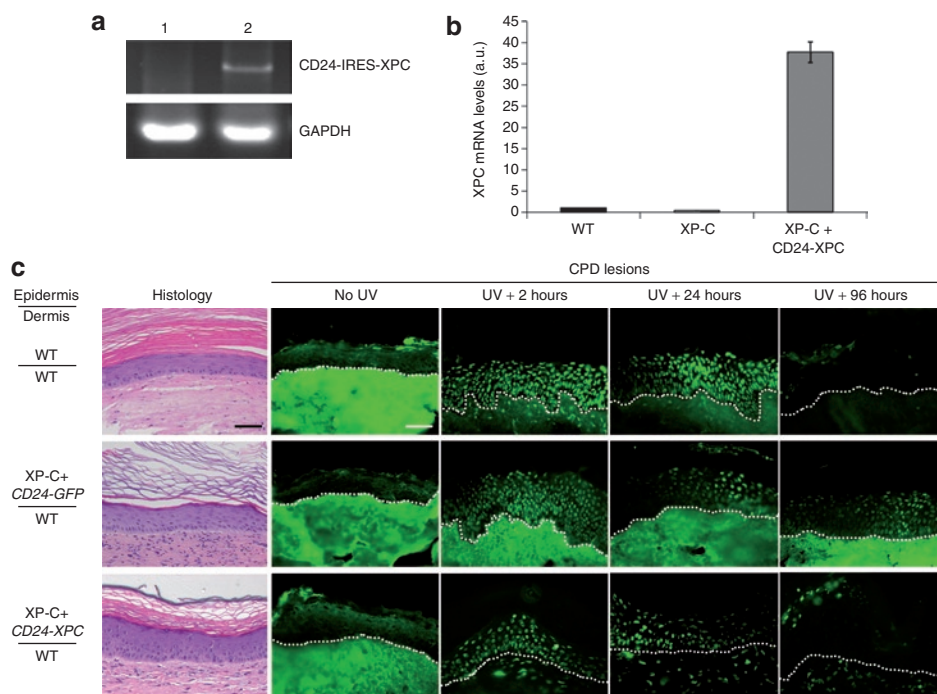 a
1 2
CD24-IRES-XPC
GAPDH
b
XPC mRNA levels (a.u.)
45
40
35
30
25
20
15
10
5
0
WT
XP-C
XP-C +
CD24-XPC
c
CPD lesions
Epidermis
Dermis
Histology
No UV
UV + 2 hours
UV + 24 hours
UV + 96 hours
WT
WT
XP-C+
CD24-GFP
WT
XP-C+
CD24-XPC
WT